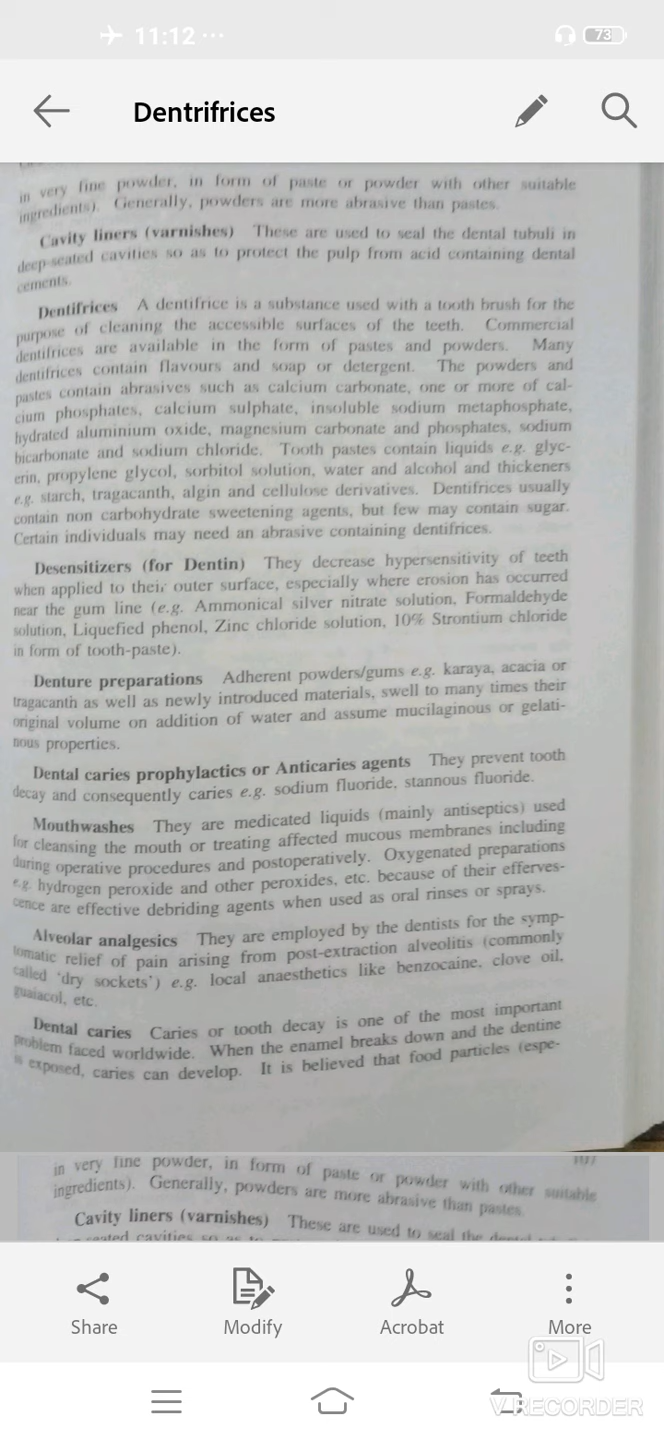 11:12 ...
73
Dentrifrices
in very fine powder, in form of paste or powder with other suitable
ingredients). Generally, powders are more abrasive than pastes.
Cavity liners (varnishes) These are used to seal the dental tubuli in
deep-seated cavities so as to protect the pulp from acid containing dental
cements.
Dentifrices A dentifrice is a substance used with a tooth brush for the
purpose of cleaning the accessible surfaces of the teeth. Commercial
dentifrices are available in the form of pastes and powders. Many
dentifrices contain flavours and soap or detergent. The powders and
pastes contain abrasives such as calcium carbonate, one or more of cal-
cium phosphates, calcium sulphate, insoluble sodium metaphosphate,
hydrated aluminium oxide, magnesium carbonate and phosphates, sodium
bicarbonate and sodium chloride. Tooth pastes contain liquids e.g. glyc-
erin, propylene glycol, sorbitol solution, water and alcohol and thickeners
e.g. starch, tragacanth, algin and cellulose derivatives. Dentifrices usually
contain non carbohydrate sweetening agents, but few may contain sugar.
Certain individuals may need an abrasive containing dentifrices.
Desensitizers (for Dentin) They decrease hypersensitivity of teeth
when applied to their outer surface, especially where erosion has occurred
near the gum line (e.g. Ammonical silver nitrate solution, Formaldehyde
solution, Liquefied phenol, Zinc chloride solution, 10% Strontium chloride
in form of tooth-paste).
Denture preparations Adherent powders/gums e.g. karaya, acacia or
tragacanth as well as newly introduced materials, swell to many times their
original volume on addition of water and assume mucilaginous or gelati-
nous properties.
Dental caries prophylactics or Anticaries agents They prevent tooth
decay and consequently caries e.g. sodium fluoride, stannous fluoride.
Mouthwashes They are medicated liquids (mainly antiseptics) used
for cleansing the mouth or treating affected mucous membranes including
during operative procedures and postoperatively. Oxygenated preparations
e.g. hydrogen peroxide and other peroxides, etc. because of their efferves-
cence are effective debriding agents when used as oral rinses or sprays.
Alveolar analgesics They are employed by the dentists for the symp-
tomatic relief of pain arising from post-extraction alveolitis (commonly
called 'dry sockets') e.g. local anaesthetics like benzocaine, clove oil,
guaiacol, etc.
Dental caries Caries or tooth decay is one of the most important
problem faced worldwide. When the enamel breaks down and the dentine
is exposed, caries can develop. It is believed that food particles (espe-
in very fine powder, in form of paste or powder with other suitable
ingredients). Generally, powders are more abrasive than pastes.
Cavity liners (varnishes) These are used to seal the
Share Modify Acrobat More
V RECORDER